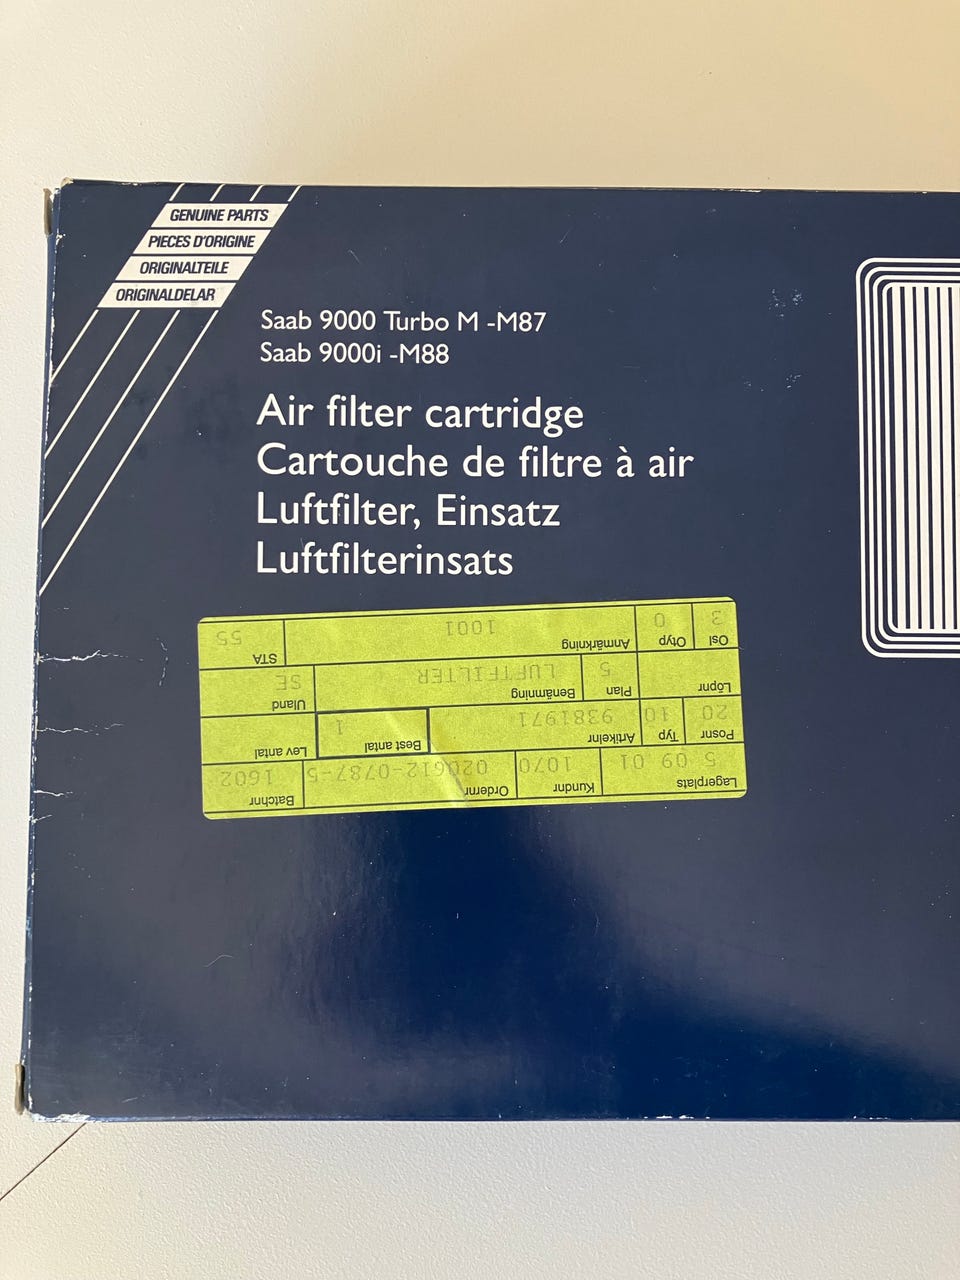 GENUINE PARTS
PIECES D'ORIGINE
ORIGINALTEILE
ORIGINALDELAR
Saab 9000 Turbo M -M87
Saab 9000i -M88
Air filter cartridge
Cartouche de filtre à air
Luftfilter, Einsatz
Luftfilterinsats
Lagerplats Kundnr Ordernr Batchnr
5 09 01 1070 020612-0787-5 1602
Posnr Typ Artikelnr Best antal Lev antal
20 10 9381971 1
Löpnr Plan Benämning Uland
5 LUFTFILTER SE
Osl Otyp Anmärkning STA
3 0 1001 55